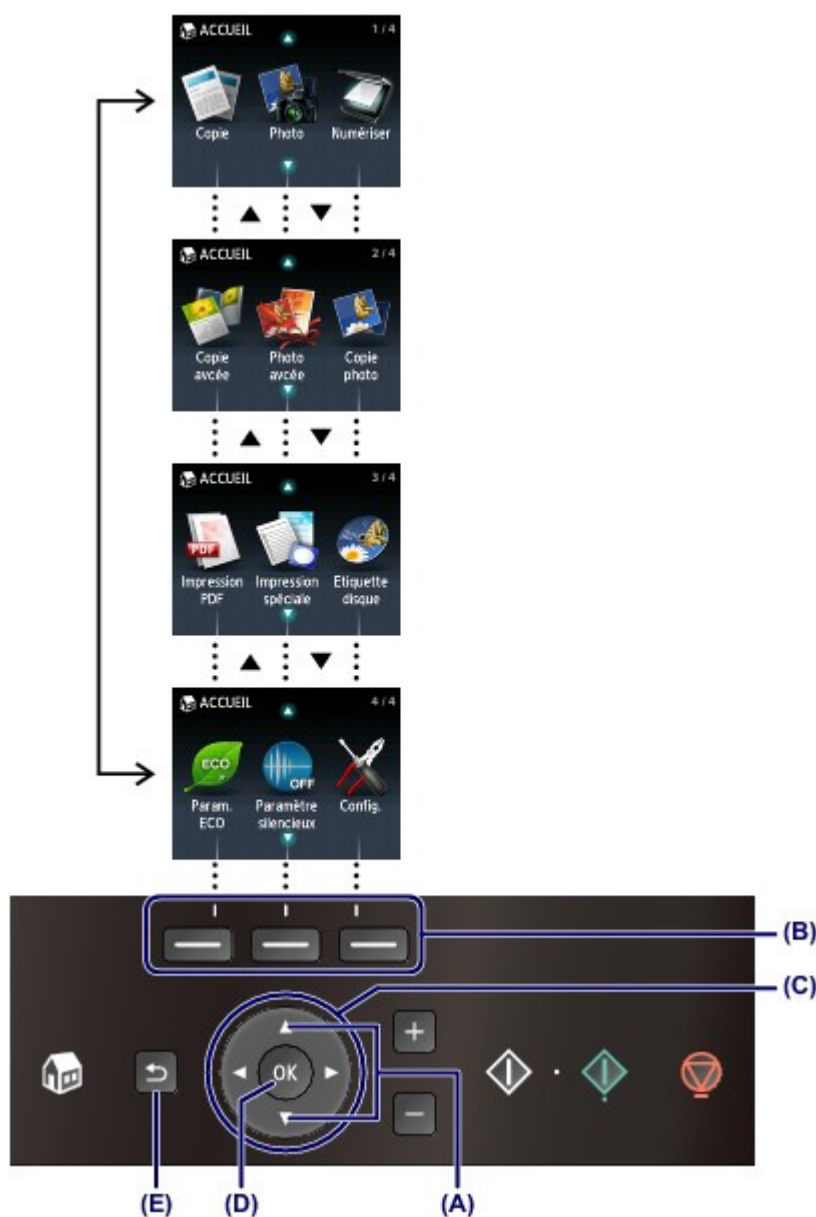 ACCUEIL 1/4
Copie Photo Numériser
ACCUEIL 2/4
Copie Photo Copie
avcée avcée photo
ACCUEIL 3/4
PDF
Impression Impression Etiquette
PDF spéciale disque
ACCUEIL 4/4
ECO OFF
Param. Paramètre Config.
ECO silencieux
(B)
(C)
+
OK
−
(E) (D) (A)